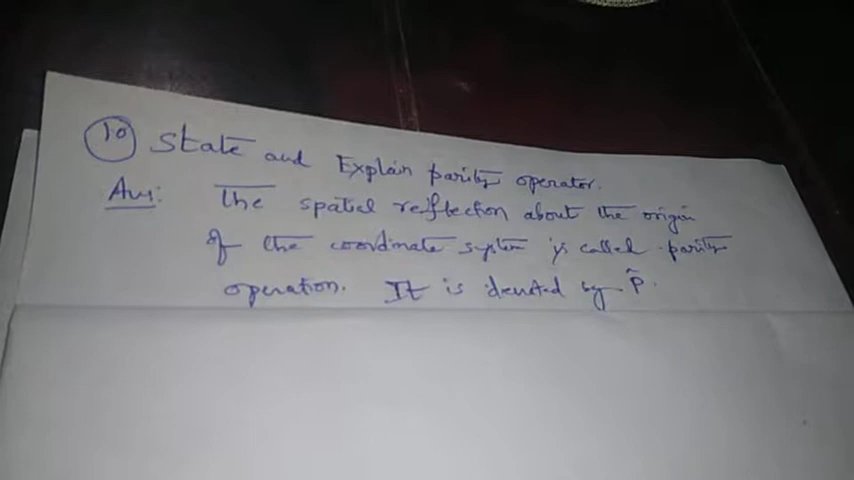 10 State and Explain parity operator.
Ans: The spatial reiflection about the origin
of the coordinate system is called parity
operation. It is denoted by P̂.